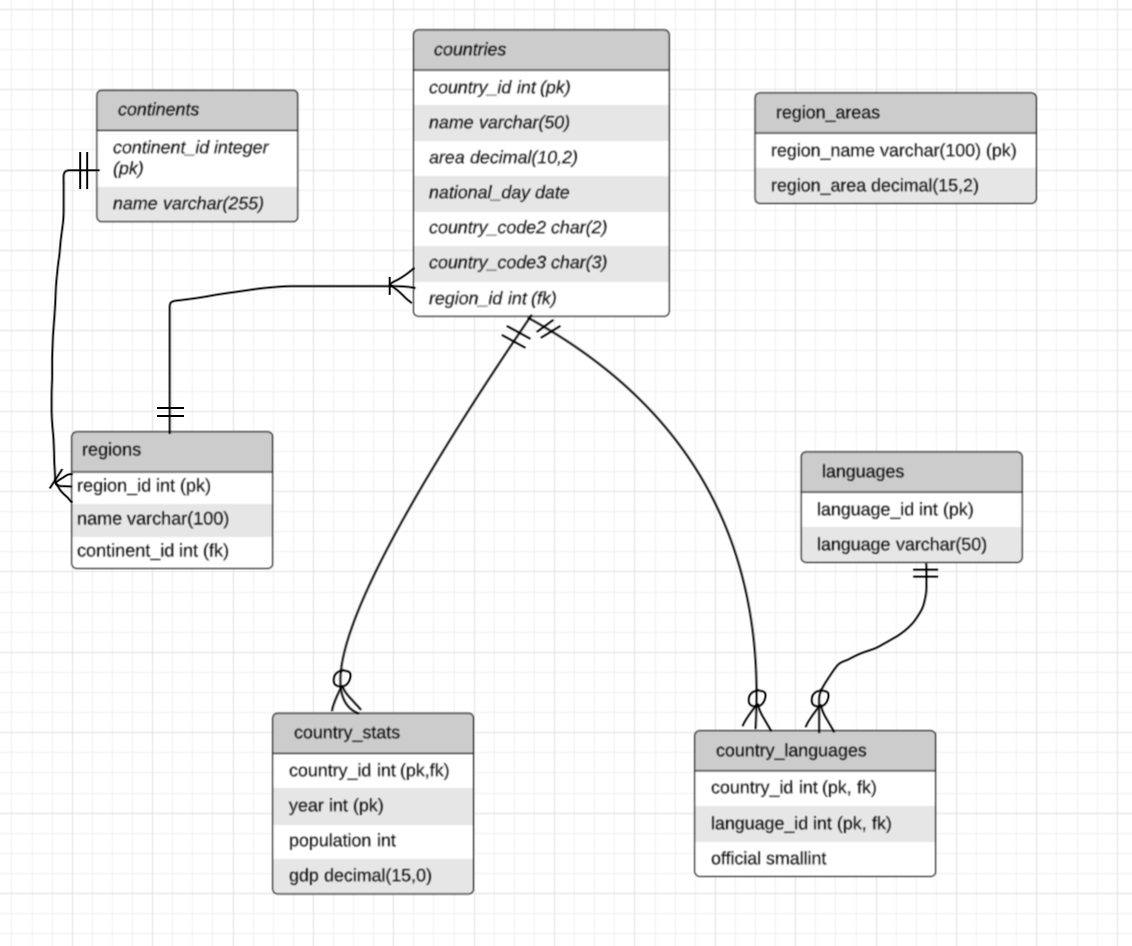 countries
country_id int (pk)
name varchar(50)
area decimal(10,2)
national_day date
country_code2 char(2)
country_code3 char(3)
region_id int (fk)
continents
continent_id integer
(pk)
name varchar(255)
region_areas
region_name varchar(100) (pk)
region_area decimal(15,2)
regions
region_id int (pk)
name varchar(100)
continent_id int (fk)
languages
language_id int (pk)
language varchar(50)
country_stats
country_id int (pk,fk)
year int (pk)
population int
gdp decimal(15,0)
country_languages
country_id int (pk, fk)
language_id int (pk, fk)
official smallint